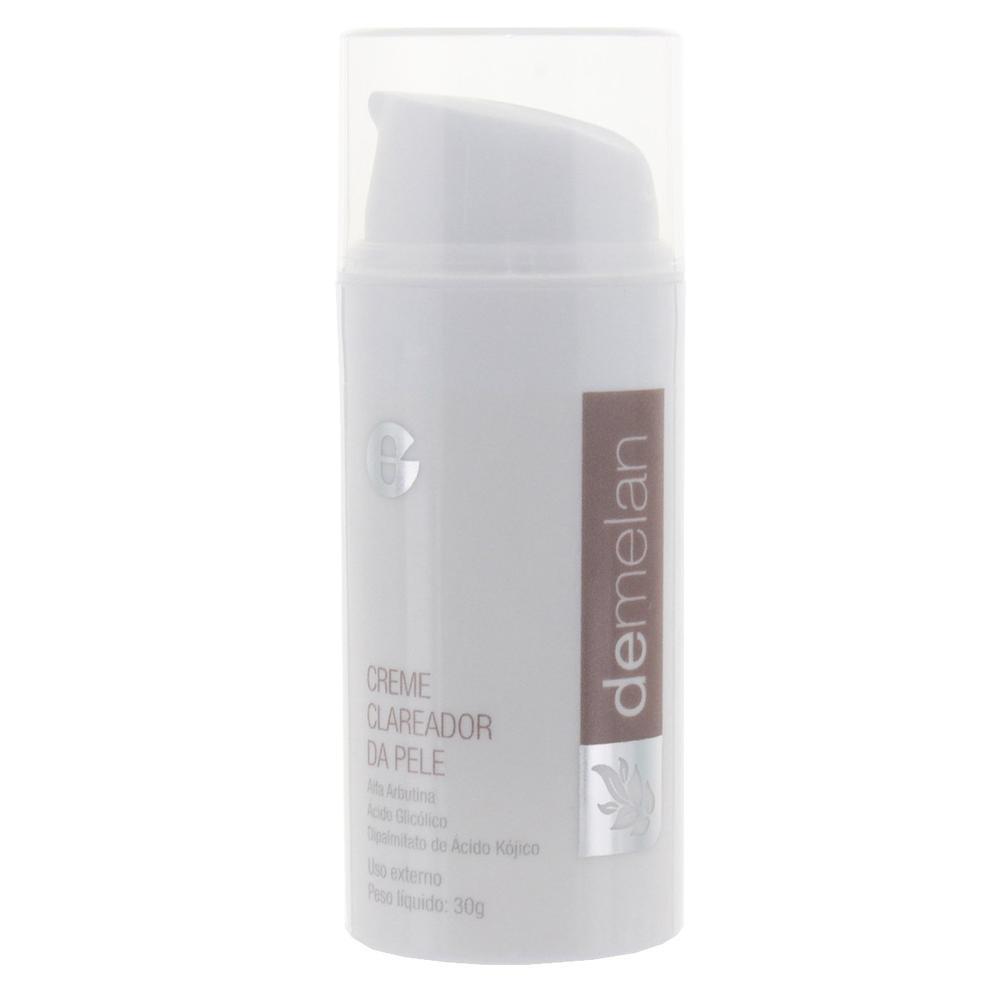 demelan
CREME
CLAREADOR
DA PELE
Alfa Arbutina
Ácido Glicólico
Dipalmitato de Ácido Kójico
Uso externo
Peso líquido: 30g